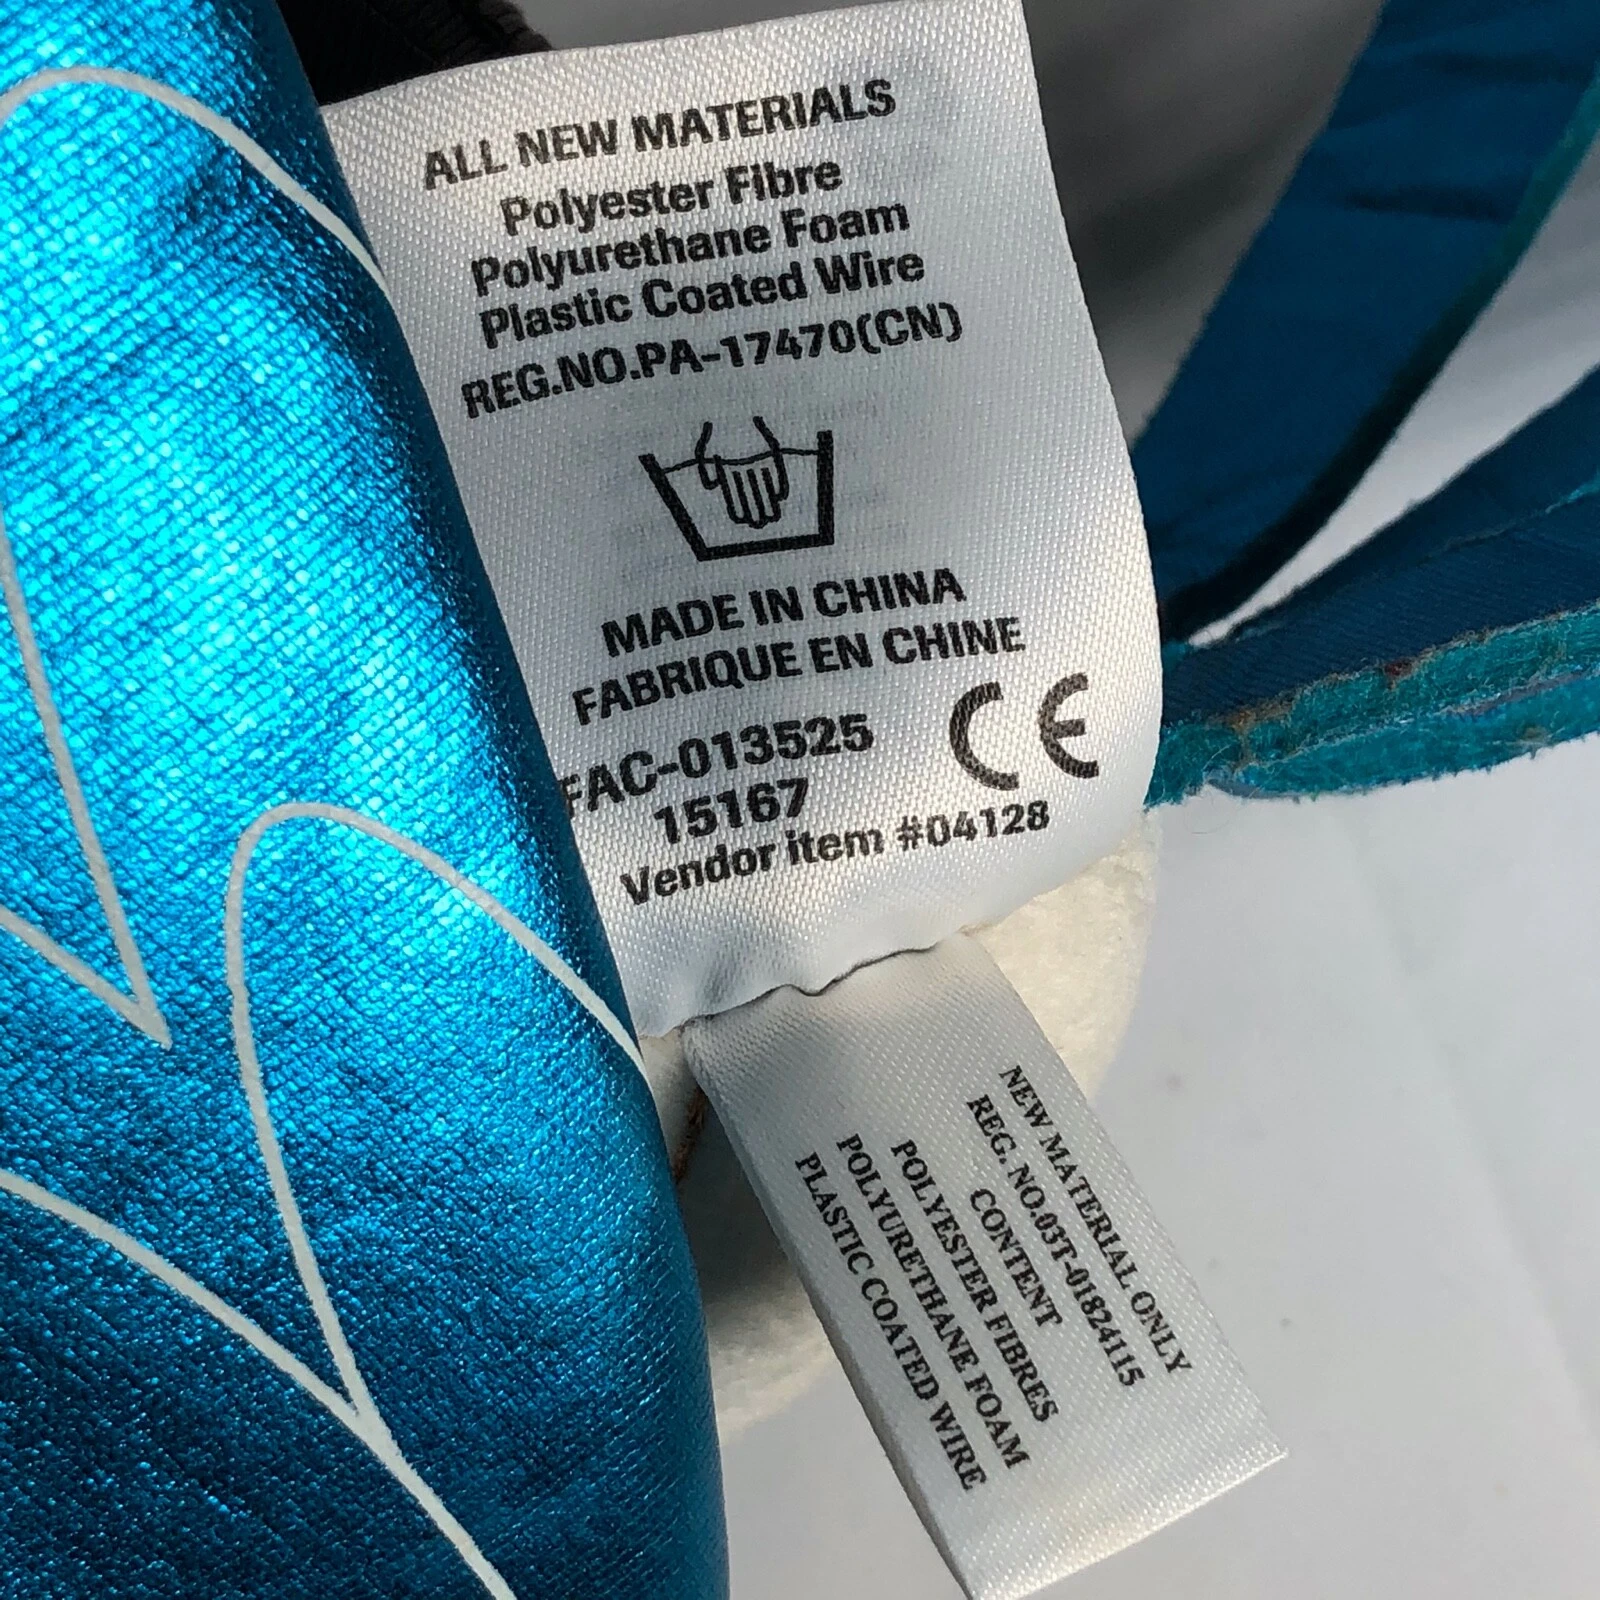 ALL NEW MATERIALS
Polyester Fibre
Polyurethane Foam
Plastic Coated Wire
REG.NO.PA-17470(CN)
MADE IN CHINA
FABRIQUE EN CHINE
FAC-013525
CE
15167
Vendor item #04128
NEW MATERIAL ONLY
REG. NO.03T-01824115
CONTENT
POLYESTER FIBRES
POLYURETHANE FOAM
PLASTIC COATED WIRE